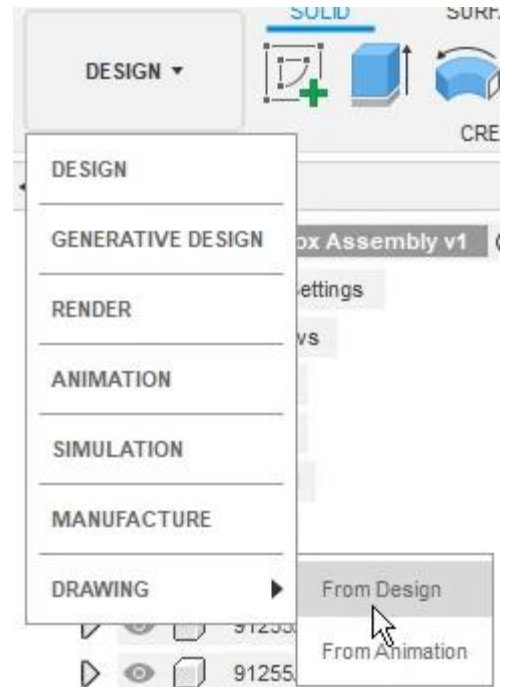 SOLID
DESIGN
CRE
DESIGN
GENERATIVE DESIGN
ox Assembly v1
ettings
RENDER
ws
ANIMATION
SIMULATION
MANUFACTURE
DRAWING
From Design
From Animation
91255